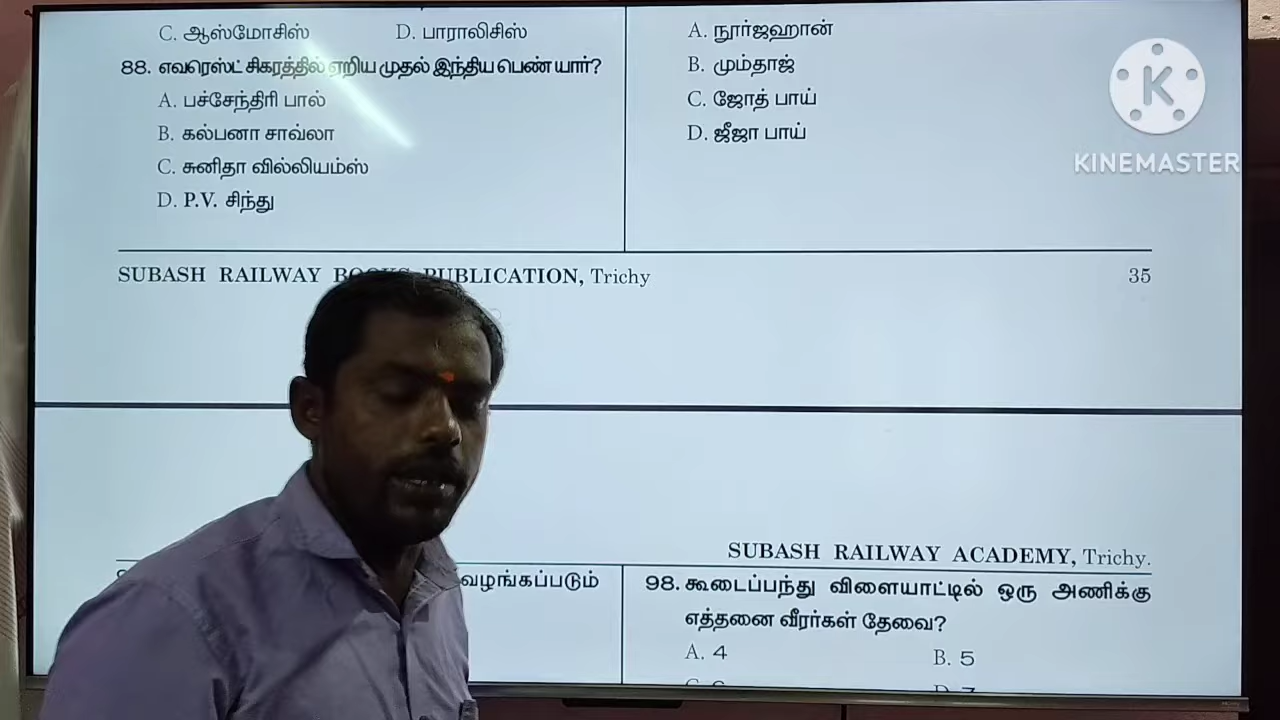 C. ஆஸ்மோசிஸ் D. பாராலிசிஸ்
88. எவரெஸ்ட் சிகரத்தில் ஏறிய முதல் இந்திய பெண் யார்?
A. பச்சேந்திரி பால்
B. கல்பனா சாவ்லா
C. சுனிதா வில்லியம்ஸ்
D. P.V. சிந்து
A. நூர்ஜஹான்
B. மும்தாஜ்
C. ஜோத் பாய்
D. ஜீஜா பாய்
KINEMASTER
SUBASH RAILWAY BOOKS PUBLICATION, Trichy 35
SUBASH RAILWAY ACADEMY, Trichy.
வழங்கப்படும்
98. கூடைப்பந்து விளையாட்டில் ஒரு அணிக்கு
எத்தனை வீரர்கள் தேவை?
A. 4 B. 5